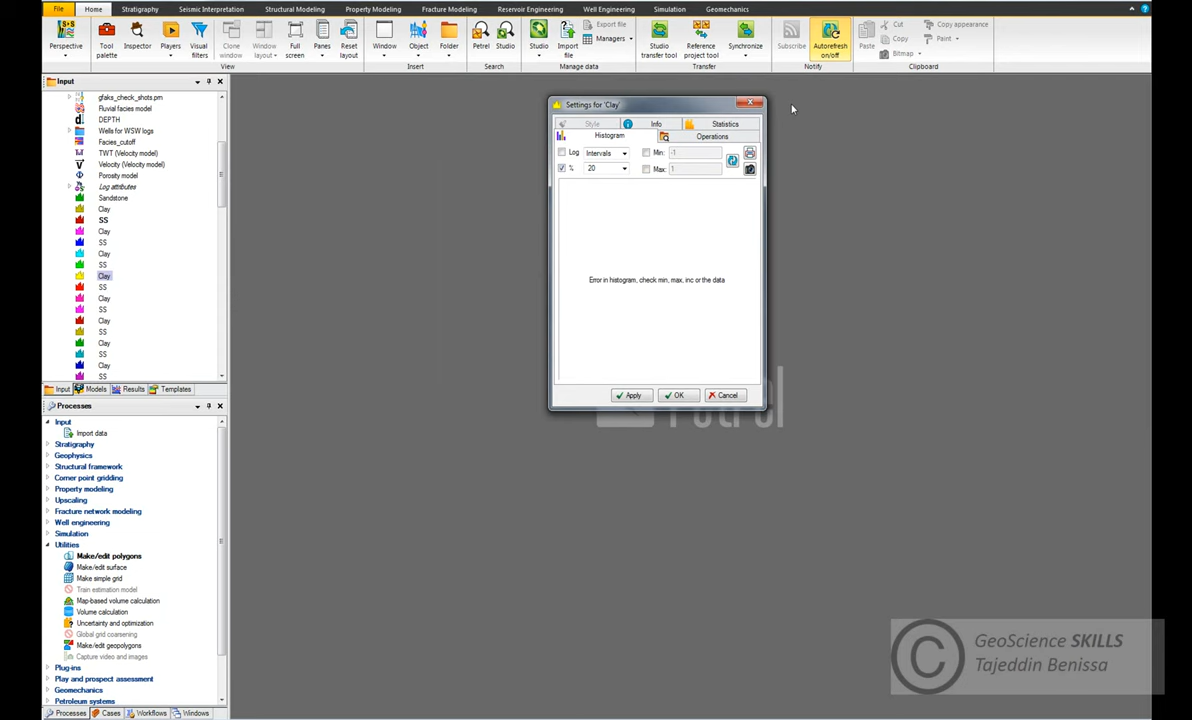 File Home Stratigraphy Seismic Interpretation Structural Modeling Property Modeling Fracture Modeling Reservoir Engineering Well Engineering Simulation Geomechanics
Perspective
Tool palette
Inspector
Players
Visual filters
Clone window
Window layout
Full screen
Panes
Reset layout
Window
Object
Folder
Petrel
Studio
Studio
Import file
Export file
Managers
Studio transfer tool
Reference project tool
Synchronize
Subscribe
Autorefresh on/off
Paste
Cut
Copy
Bitmap
Copy appearance
Paint
View
Insert
Search
Manage data
Transfer
Notify
Clipboard
Input
gfaks_check_shots.pm
Fluvial facies model
DEPTH
Wells for WSW logs
Facies_cutoff
TWT (Velocity model)
Velocity (Velocity model)
Porosity model
Log attributes
Sandstone
Clay
SS
Clay
SS
Clay
SS
Clay
SS
Clay
SS
Clay
SS
Clay
SS
Clay
SS
Input Models Results Templates
Processes
Input
Import data
Stratigraphy
Geophysics
Structural framework
Corner point gridding
Property modeling
Upscaling
Fracture network modeling
Well engineering
Simulation
Utilities
Make/edit polygons
Make/edit surface
Make simple grid
Train estimation model
Map-based volume calculation
Volume calculation
Uncertainty and optimization
Global grid coarsening
Make/edit geopolygons
Capture video and images
Plug-ins
Play and prospect assessment
Geomechanics
Petroleum systems
Processes Cases Workflows Windows
Settings for 'Clay'
Style Info Statistics
Histogram Operations
Log Intervals Min: -1
% 20 Max: 1
Error in histogram, check min, max, inc or the data
Apply OK Cancel
GeoScience SKILLS
Tajeddin Benissa